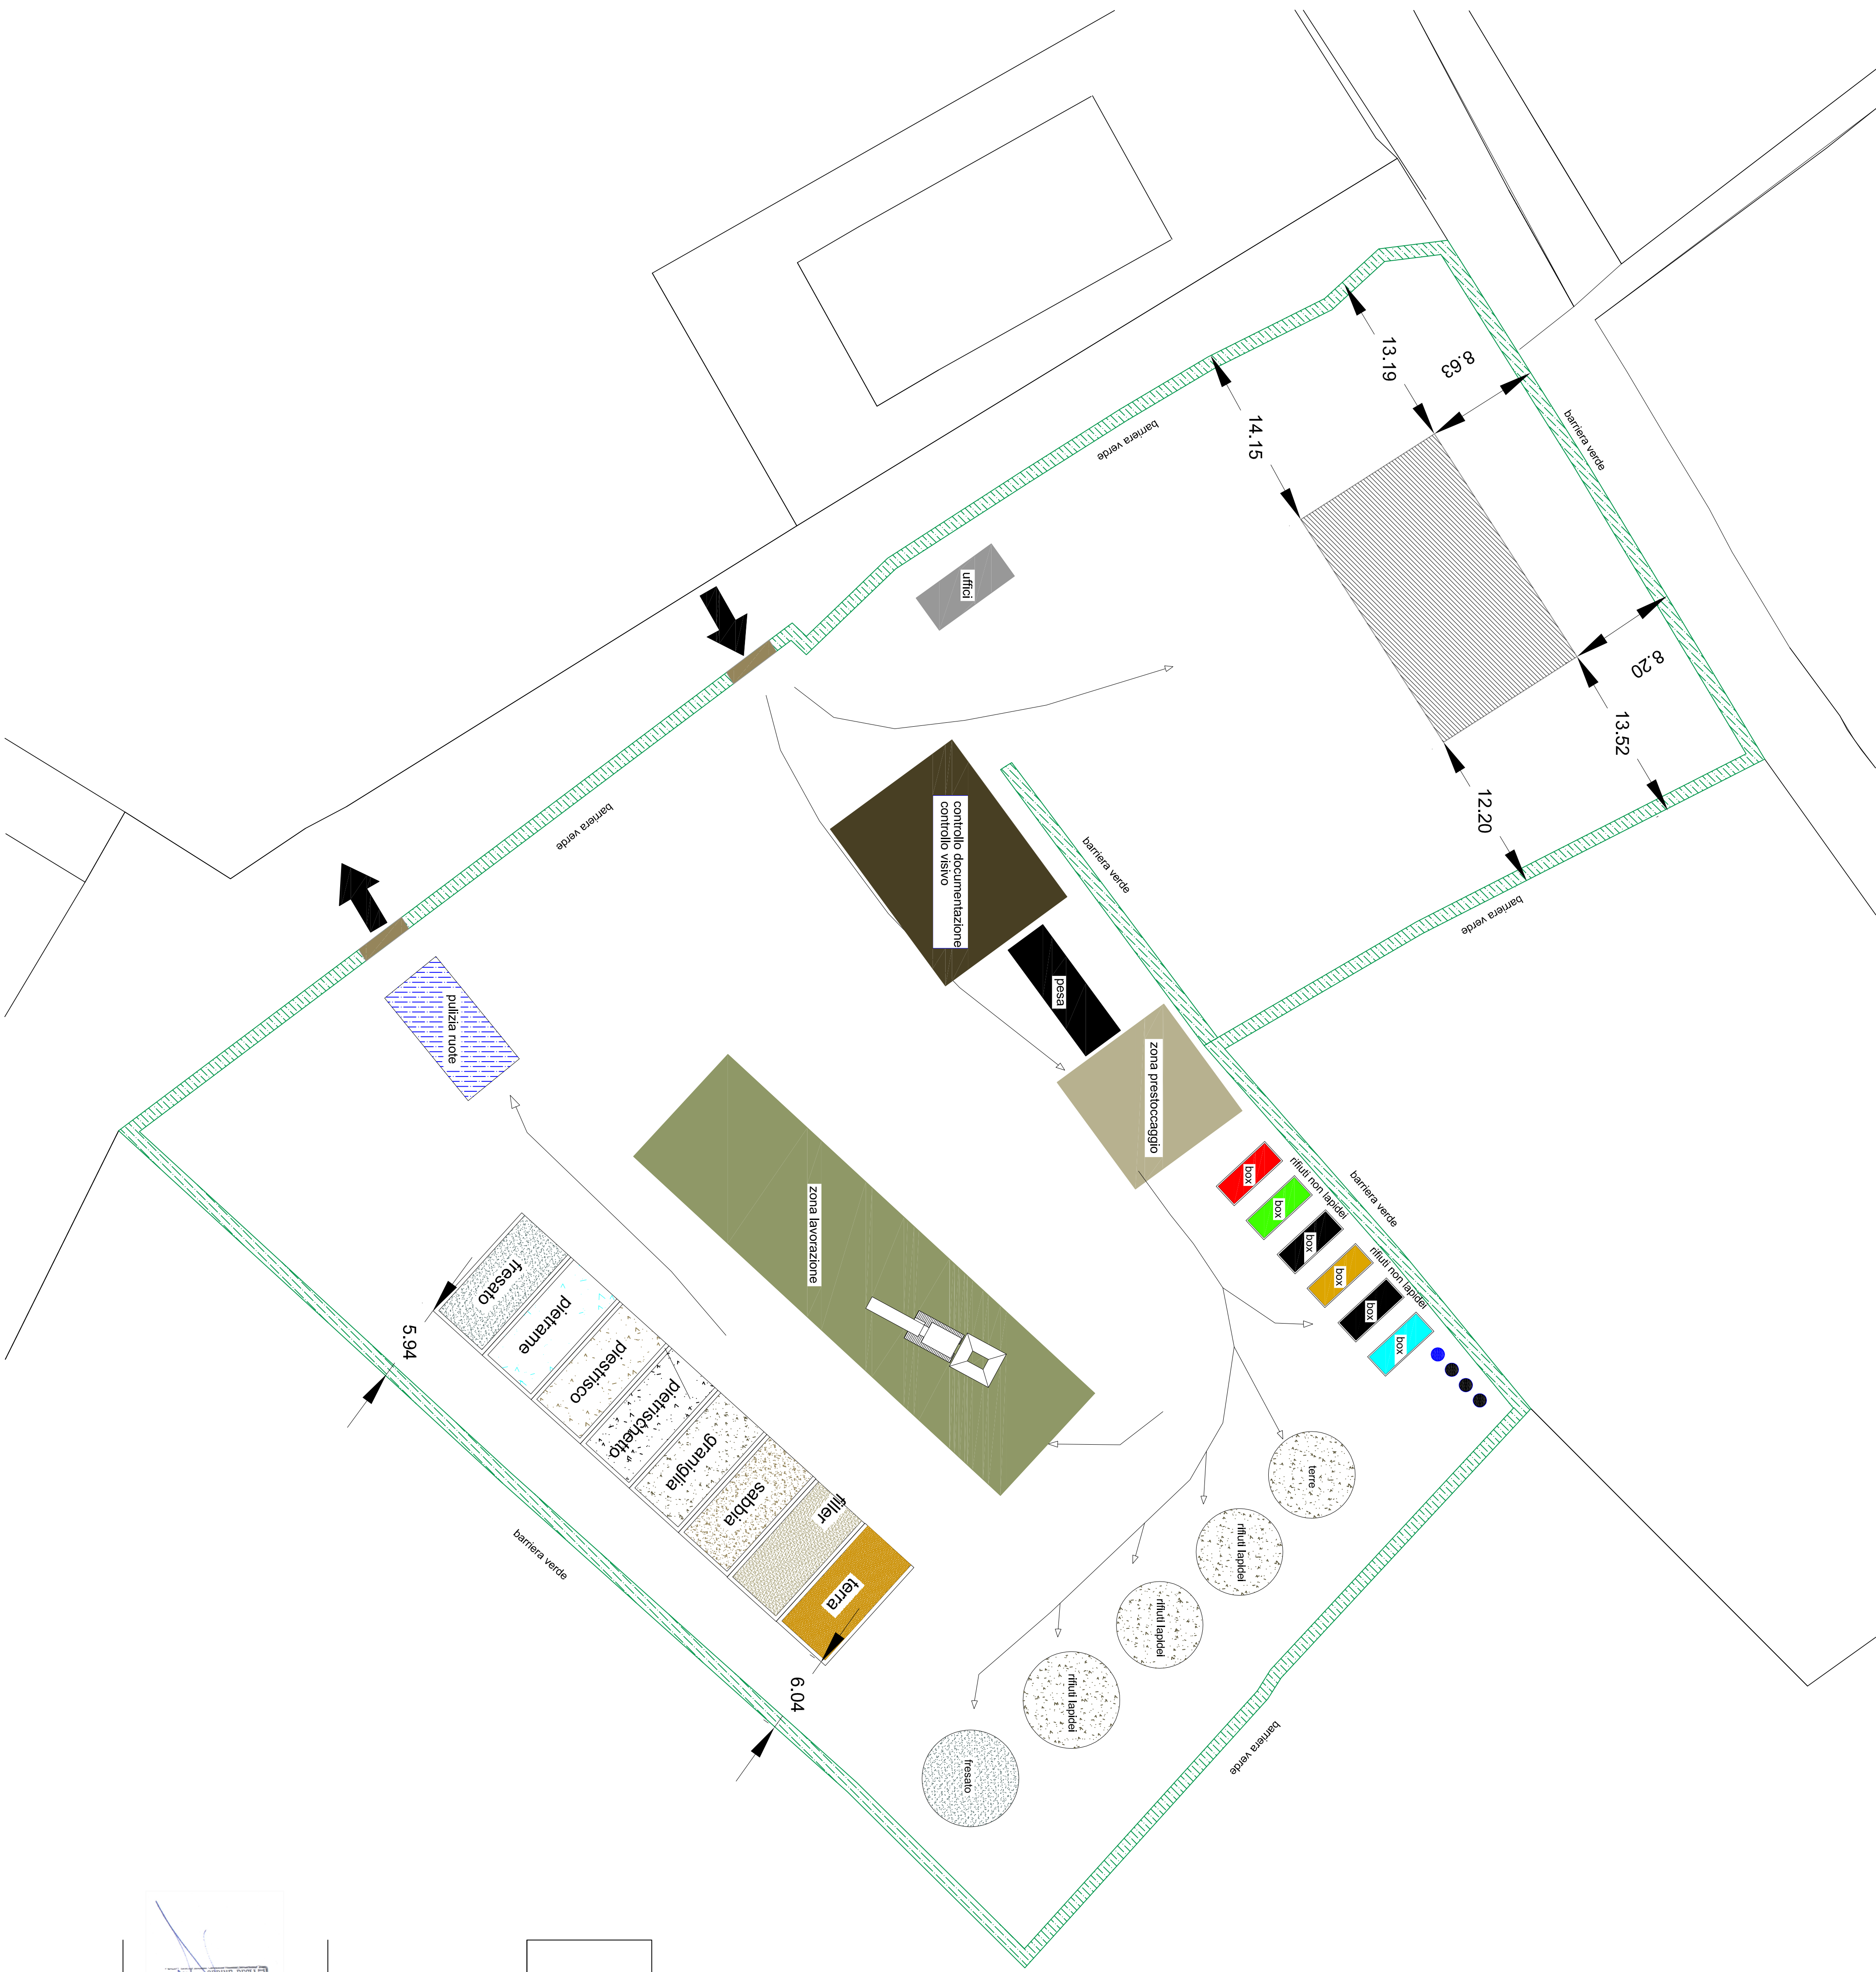 13.19
8.63
barriera verde
14.15
barriera verde
uffici
8.20
13.52
12.20
barriera verde
barriera verde
controllo documentazione
controllo visivo
barriera verde
pesa
pulizia ruote
zona prestoccaggio
zona lavorazione
rifiuti non lapidei
barriera verde
box
box
box
rifiuti non lapidei
box
box
box
5.94
fresato
pietrame
piestrisco
pietrischetto
graniglia
sabbia
filler
terra
6.04
barriera verde
terre
rifiuti lapidei
rifiuti lapidei
rifiuti lapidei
fresato
barriera verde